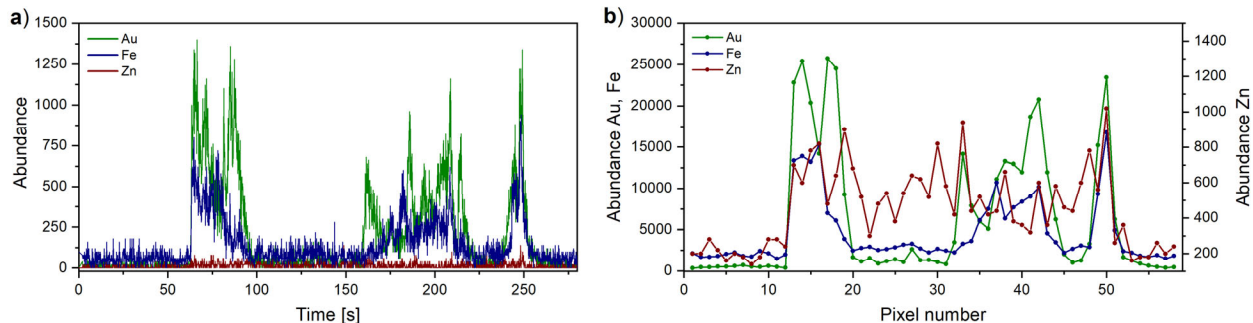 a)
Abundance
1500
1250
1000
750
500
250
0
Au
Fe
Zn
0 50 100 150 200 250
Time [s]
b)
Abundance Au, Fe
30000
25000
20000
15000
10000
5000
0
Au
Fe
Zn
0 10 20 30 40 50
Pixel number
1400
1200
1000
800
600
400
200
Abundance Zn